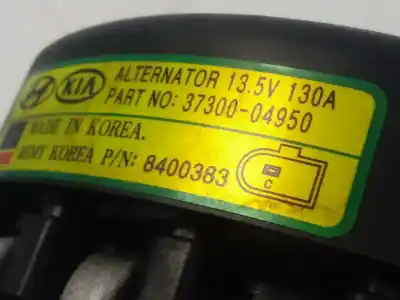 KIA ALTERNATOR 13.5V 130A
PART NO: 37300-04950
MADE IN KOREA.
KOREA P/N: 8400383
C